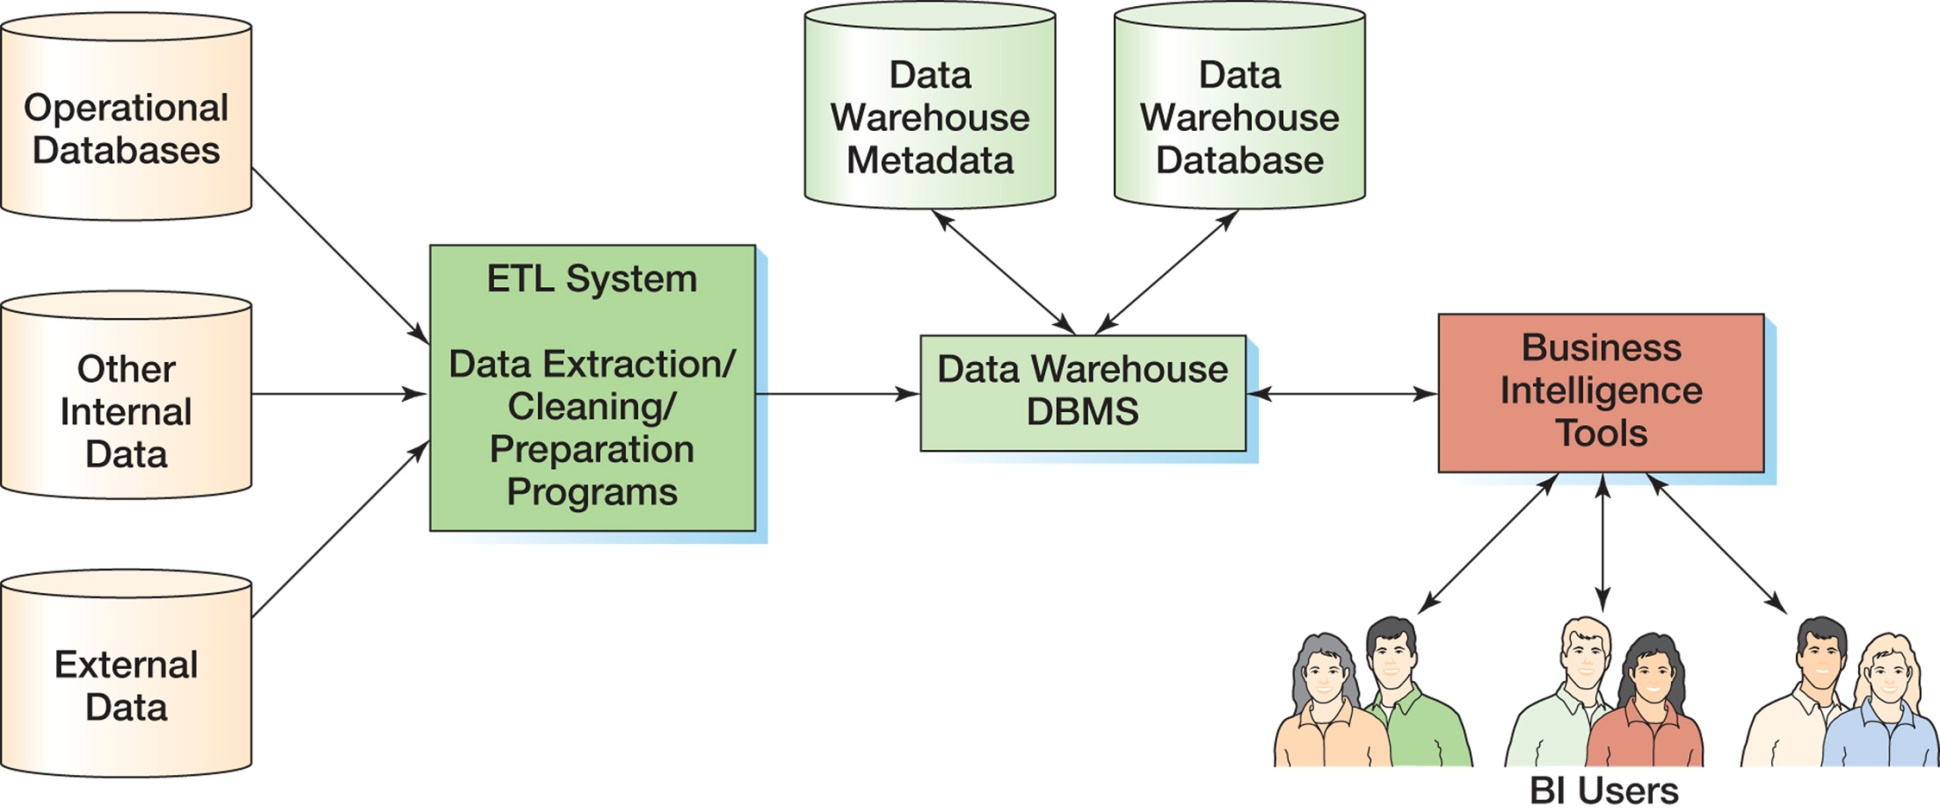 Operational
Databases
Other
Internal
Data
External
Data
ETL System
Data Extraction/
Cleaning/
Preparation
Programs
Data
Warehouse
Metadata
Data
Warehouse
Database
Data Warehouse
DBMS
Business
Intelligence
Tools
BI Users